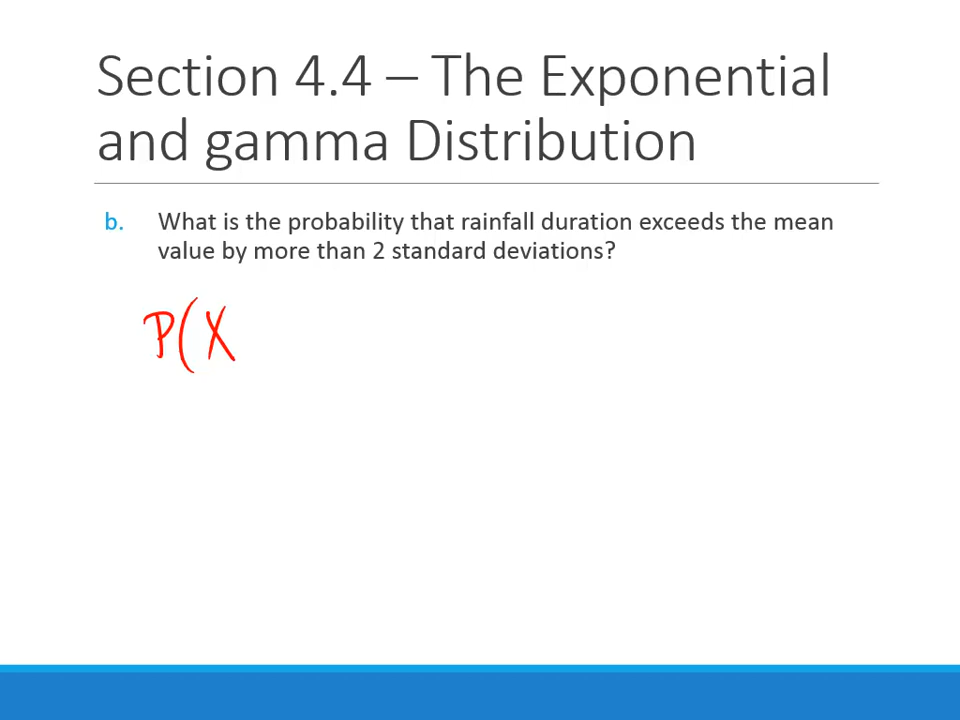 Section 4.4 – The Exponential
and gamma Distribution
b. What is the probability that rainfall duration exceeds the mean
value by more than 2 standard deviations?
P(X